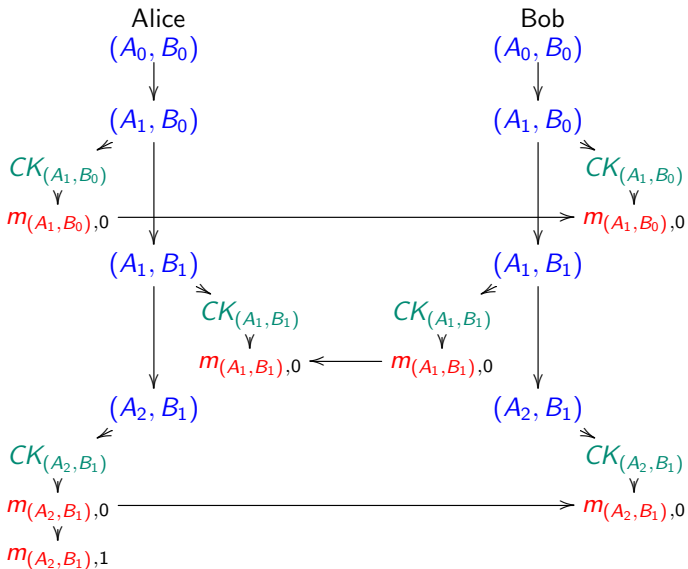 Alice Bob
(A₀, B₀) (A₀, B₀)
(A₁, B₀) (A₁, B₀)
CK₍A₁,B₀₎ CK₍A₁,B₀₎
m₍A₁,B₀₎,0 m₍A₁,B₀₎,0
(A₁, B₁) (A₁, B₁)
CK₍A₁,B₁₎ CK₍A₁,B₁₎
m₍A₁,B₁₎,0 m₍A₁,B₁₎,0
(A₂, B₁) (A₂, B₁)
CK₍A₂,B₁₎ CK₍A₂,B₁₎
m₍A₂,B₁₎,0 m₍A₂,B₁₎,0
m₍A₂,B₁₎,1